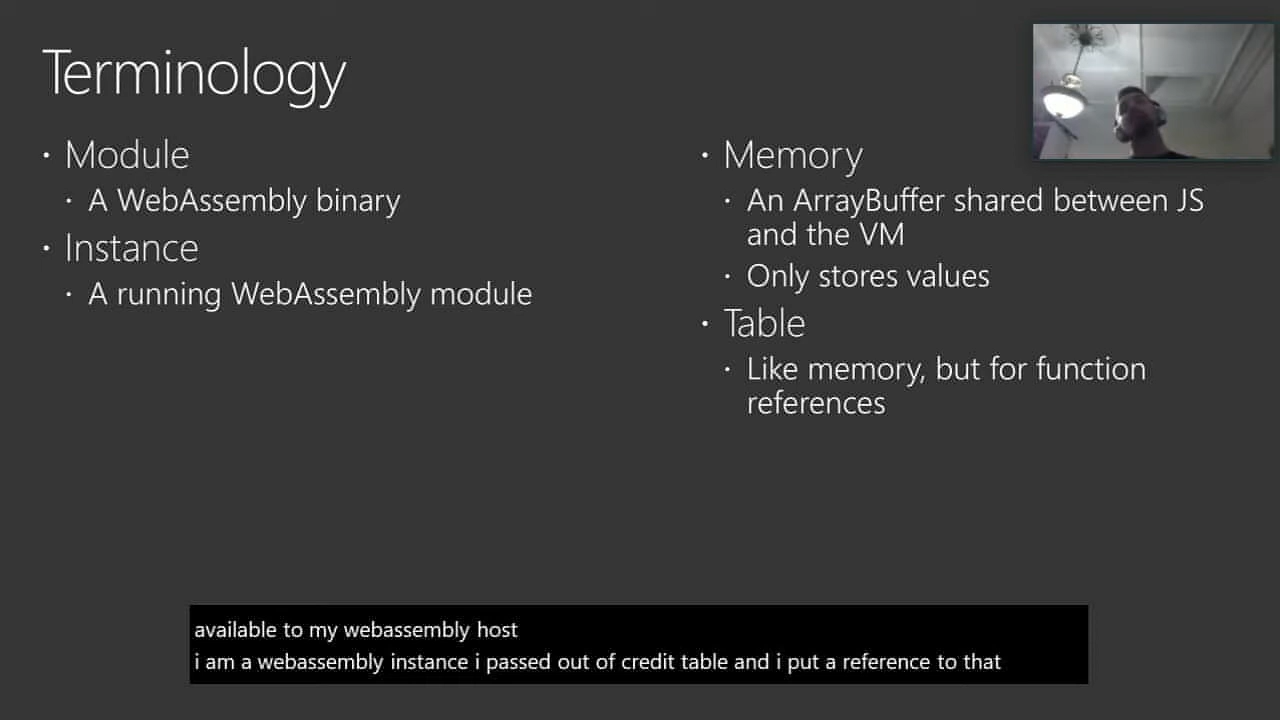 Terminology
• Module
• A WebAssembly binary
• Instance
• A running WebAssembly module
• Memory
• An ArrayBuffer shared between JS
and the VM
• Only stores values
• Table
• Like memory, but for function
references
available to my webassembly host
i am a webassembly instance i passed out of credit table and i put a reference to that